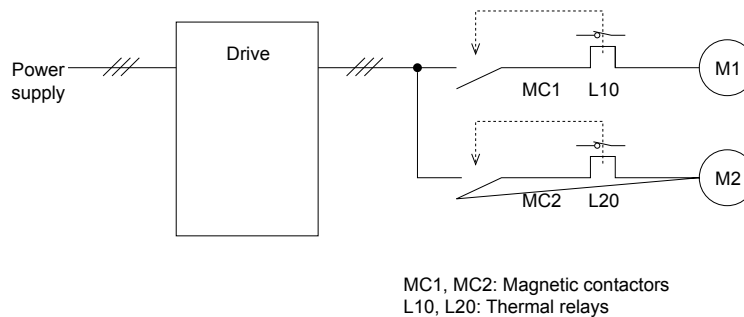 Drive
Power
supply
MC1
L10
M1
MC2
L20
M2
MC1, MC2: Magnetic contactors
L10, L20: Thermal relays